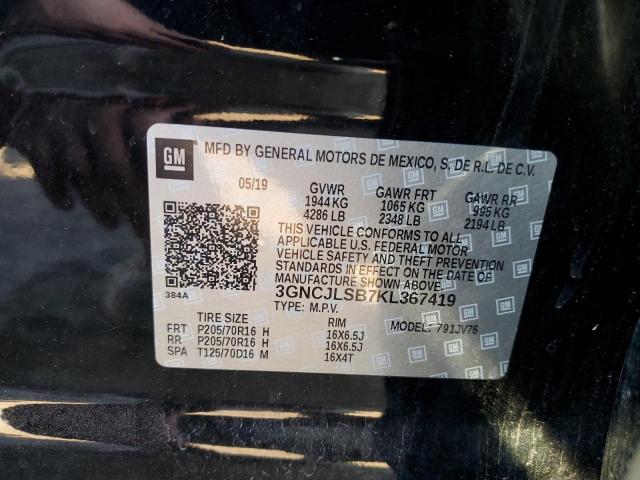 GM
MFD BY GENERAL MOTORS DE MEXICO, S. DE R.L. DE C.V.
05/19 GVWR GAWR FRT GAWR RR
1944 KG 1065 KG 995 KG
4286 LB 2348 LB 2194 LB
THIS VEHICLE CONFORMS TO ALL
APPLICABLE U.S. FEDERAL MOTOR
VEHICLE SAFETY AND THEFT PREVENTION
STANDARDS IN EFFECT ON THE DATE OF
MANUFACTURE SHOWN ABOVE.
384A
3GNCJLSB7KL367419
TYPE: M.P.V.
MODEL: 791JV76
TIRE SIZE RIM
FRT P205/70R16 H 16X6.5J
RR P205/70R16 H 16X6.5J
SPA T125/70D16 M 16X4T